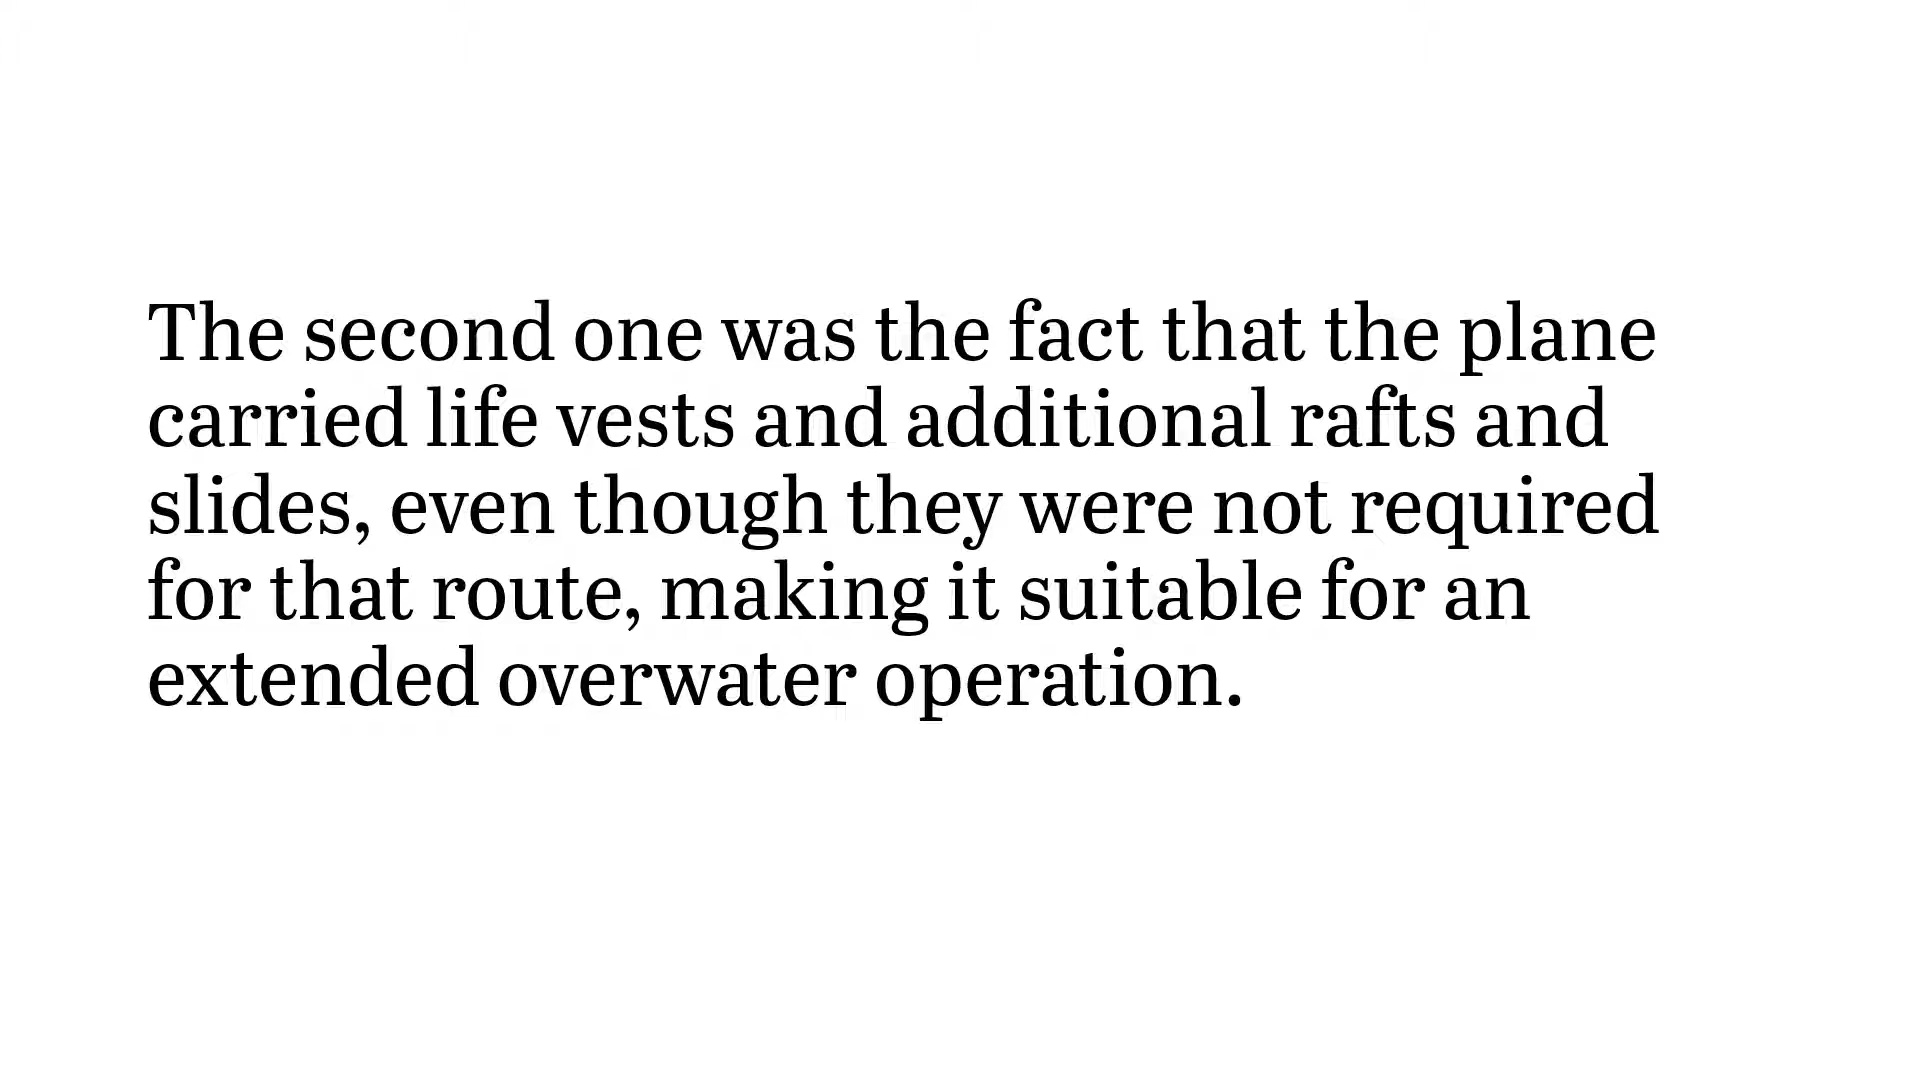 The second one was the fact that the plane
carried life vests and additional rafts and
slides, even though they were not required
for that route, making it suitable for an
extended overwater operation.